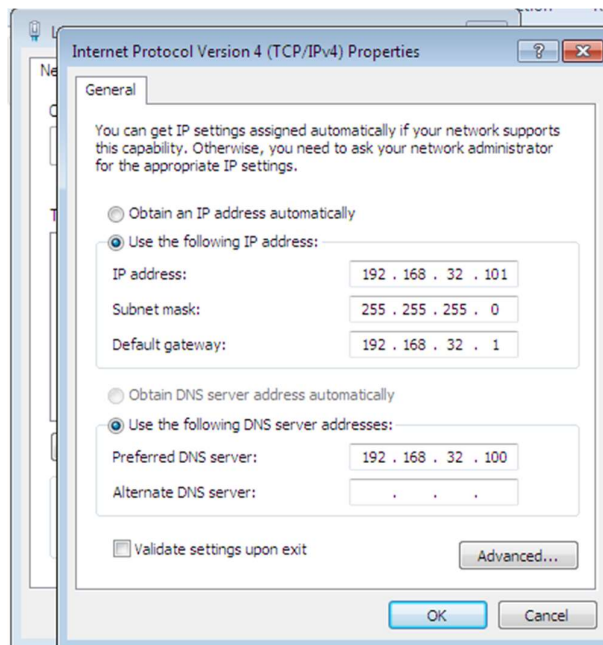 Internet Protocol Version 4 (TCP/IPv4) Properties
General
You can get IP settings assigned automatically if your network supports
this capability. Otherwise, you need to ask your network administrator
for the appropriate IP settings.
Obtain an IP address automatically
Use the following IP address:
IP address: 192 . 168 . 32 . 101
Subnet mask: 255 . 255 . 255 . 0
Default gateway: 192 . 168 . 32 . 1
Obtain DNS server address automatically
Use the following DNS server addresses:
Preferred DNS server: 192 . 168 . 32 . 100
Alternate DNS server: . . .
Validate settings upon exit
Advanced...
OK Cancel